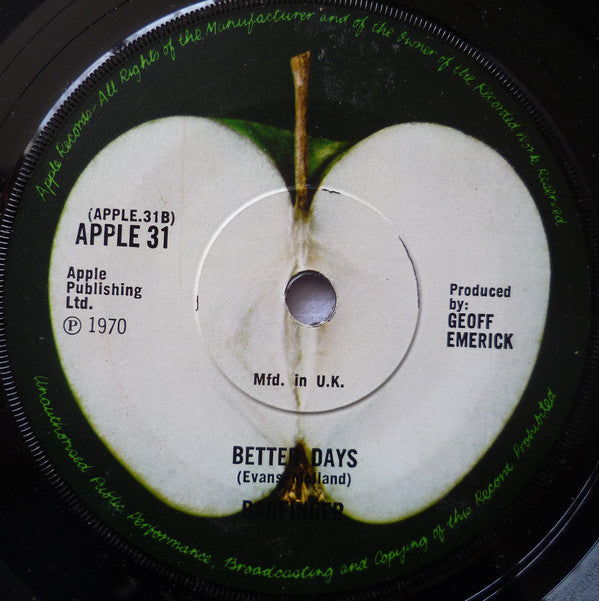 Apple Records - All Rights of the Manufacturer and of the Owner of the Recorded Work Reserved
(APPLE.31B)
APPLE 31
Apple
Publishing
Ltd.
Ⓟ 1970
Produced
by:
GEOFF
EMERICK
Mfd. in U.K.
BETTER DAYS
(Evans/Molland)
BADFINGER
Unauthorised Public Performance, Broadcasting and Copying of this Record Prohibited